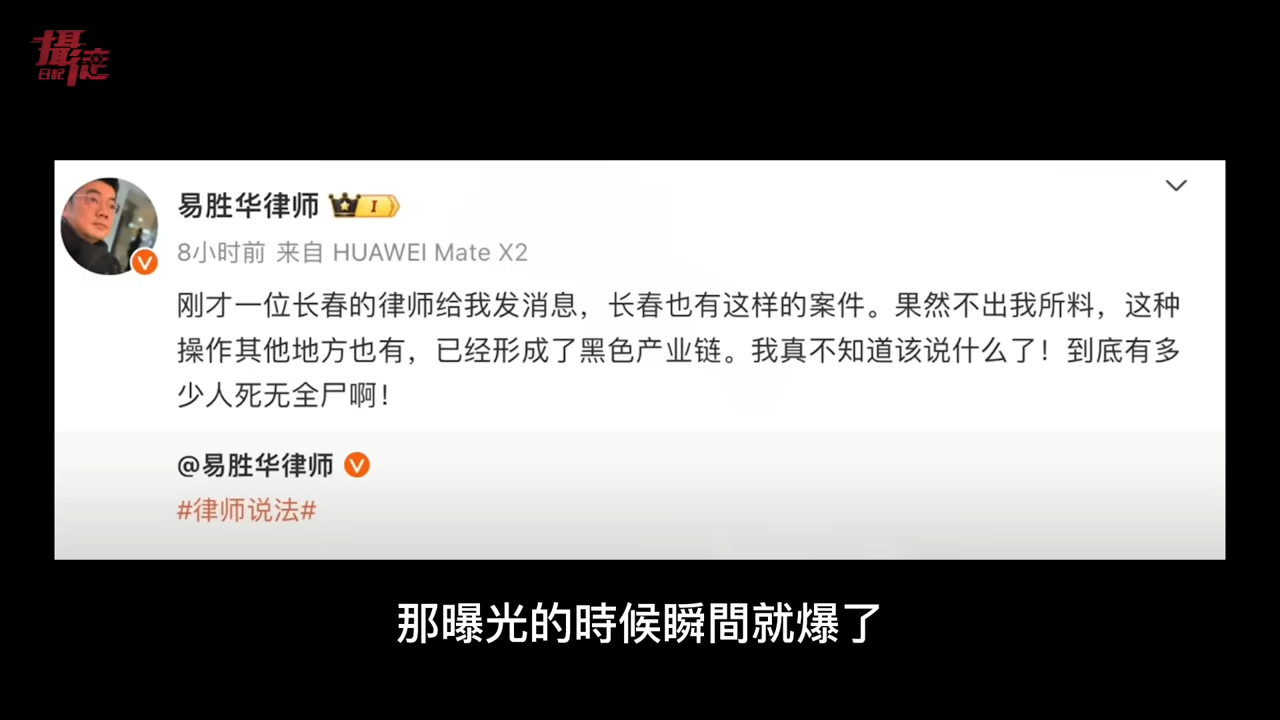 攝徒
日記
易胜华律师 I
8小时前 来自 HUAWEI Mate X2
刚才一位长春的律师给我发消息，长春也有这样的案件。果然不出我所料，这种
操作其他地方也有，已经形成了黑色产业链。我真不知道该说什么了！到底有多
少人死无全尸啊！
@易胜华律师
#律师说法#
那曝光的時候瞬間就爆了